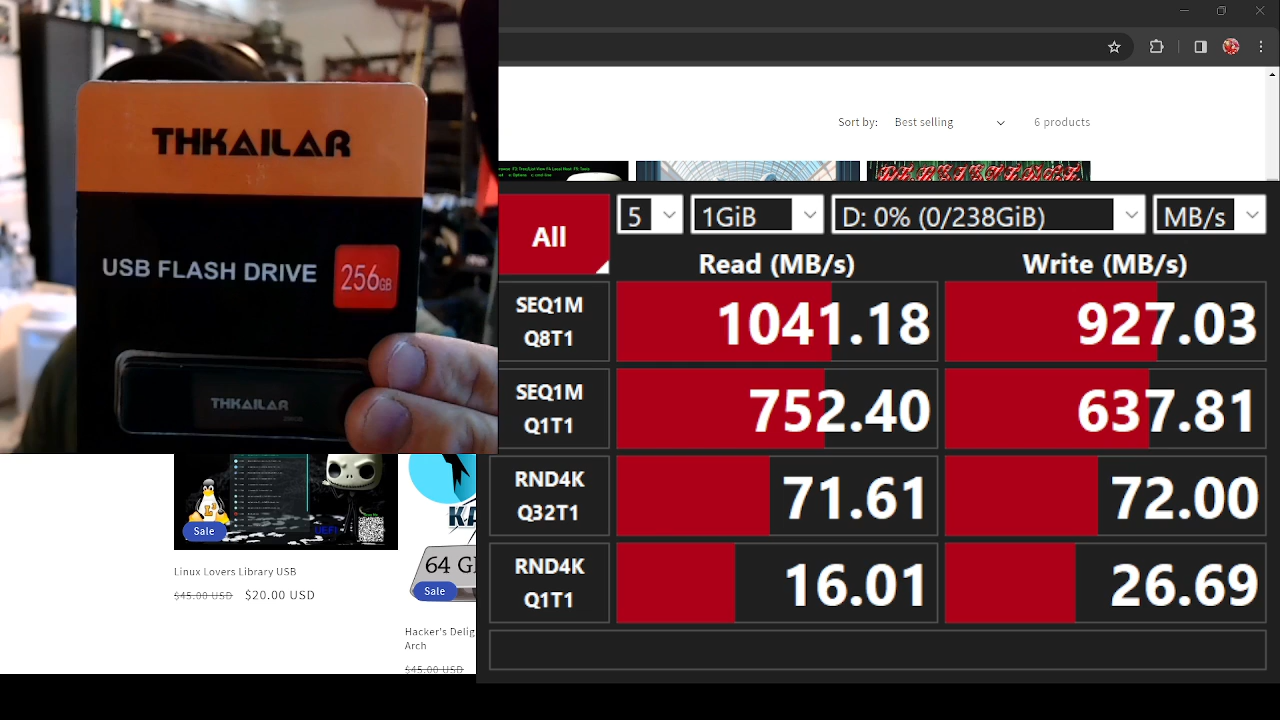 THKAILAR
USB FLASH DRIVE
256GB
THKAILAR
Sort by: Best selling 6 products
All 5 1GiB D: 0% (0/238GiB) MB/s
Read (MB/s) Write (MB/s)
SEQ1M
Q8T1 1041.18 927.03
SEQ1M
Q1T1 752.40 637.81
RND4K
Q32T1 71.61 72.00
RND4K
Q1T1 16.01 26.69
Sale
Linux Lovers Library USB
$45.00 USD $20.00 USD
KA
64 G
Sale
Hacker's Delig
Arch
$45.00 USD